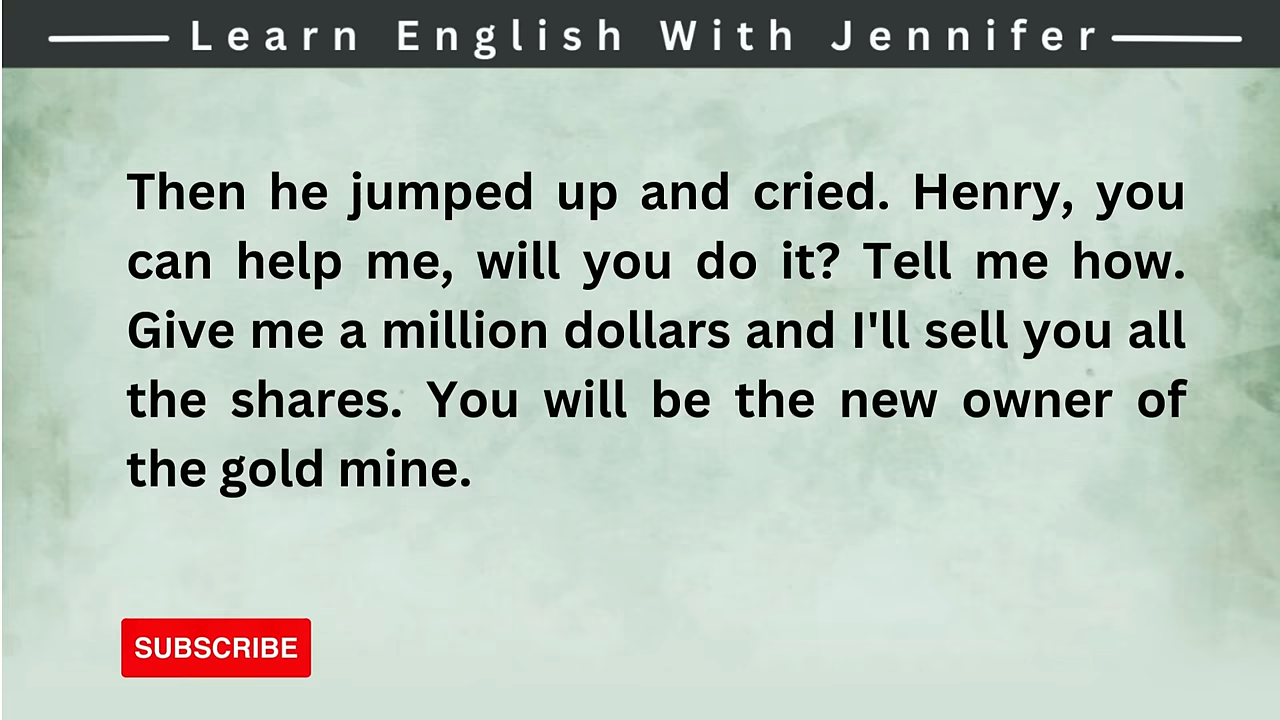 Learn English With Jennifer
Then he jumped up and cried. Henry, you
can help me, will you do it? Tell me how.
Give me a million dollars and I'll sell you all
the shares. You will be the new owner of
the gold mine.
SUBSCRIBE